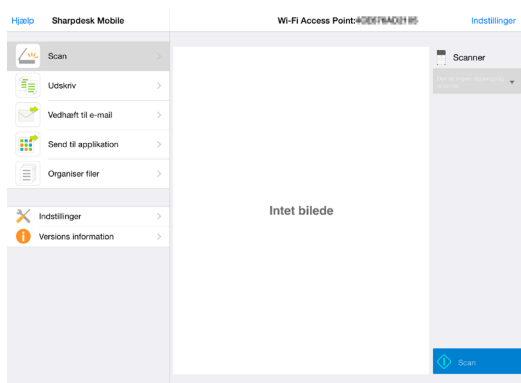 Hjælp
Sharpdesk Mobile
Wi-Fi Access Point:
Indstillinger
Scan
Udskriv
Vedhæft til e-mail
Send til applikation
Organiser filer
Indstillinger
Versions information
Intet bilede
Scanner
Scan